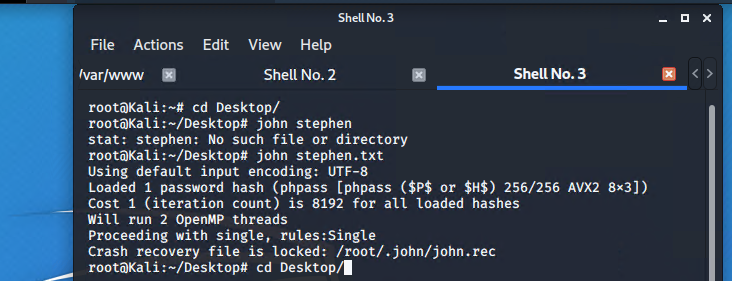 Shell No. 3
File Actions Edit View Help
/var/www Shell No. 2 Shell No. 3
root@Kali:~# cd Desktop/
root@Kali:~/Desktop# john stephen
stat: stephen: No such file or directory
root@Kali:~/Desktop# john stephen.txt
Using default input encoding: UTF-8
Loaded 1 password hash (phpass [phpass ($P$ or $H$) 256/256 AVX2 8×3])
Cost 1 (iteration count) is 8192 for all loaded hashes
Will run 2 OpenMP threads
Proceeding with single, rules:Single
Crash recovery file is locked: /root/.john/john.rec
root@Kali:~/Desktop# cd Desktop/